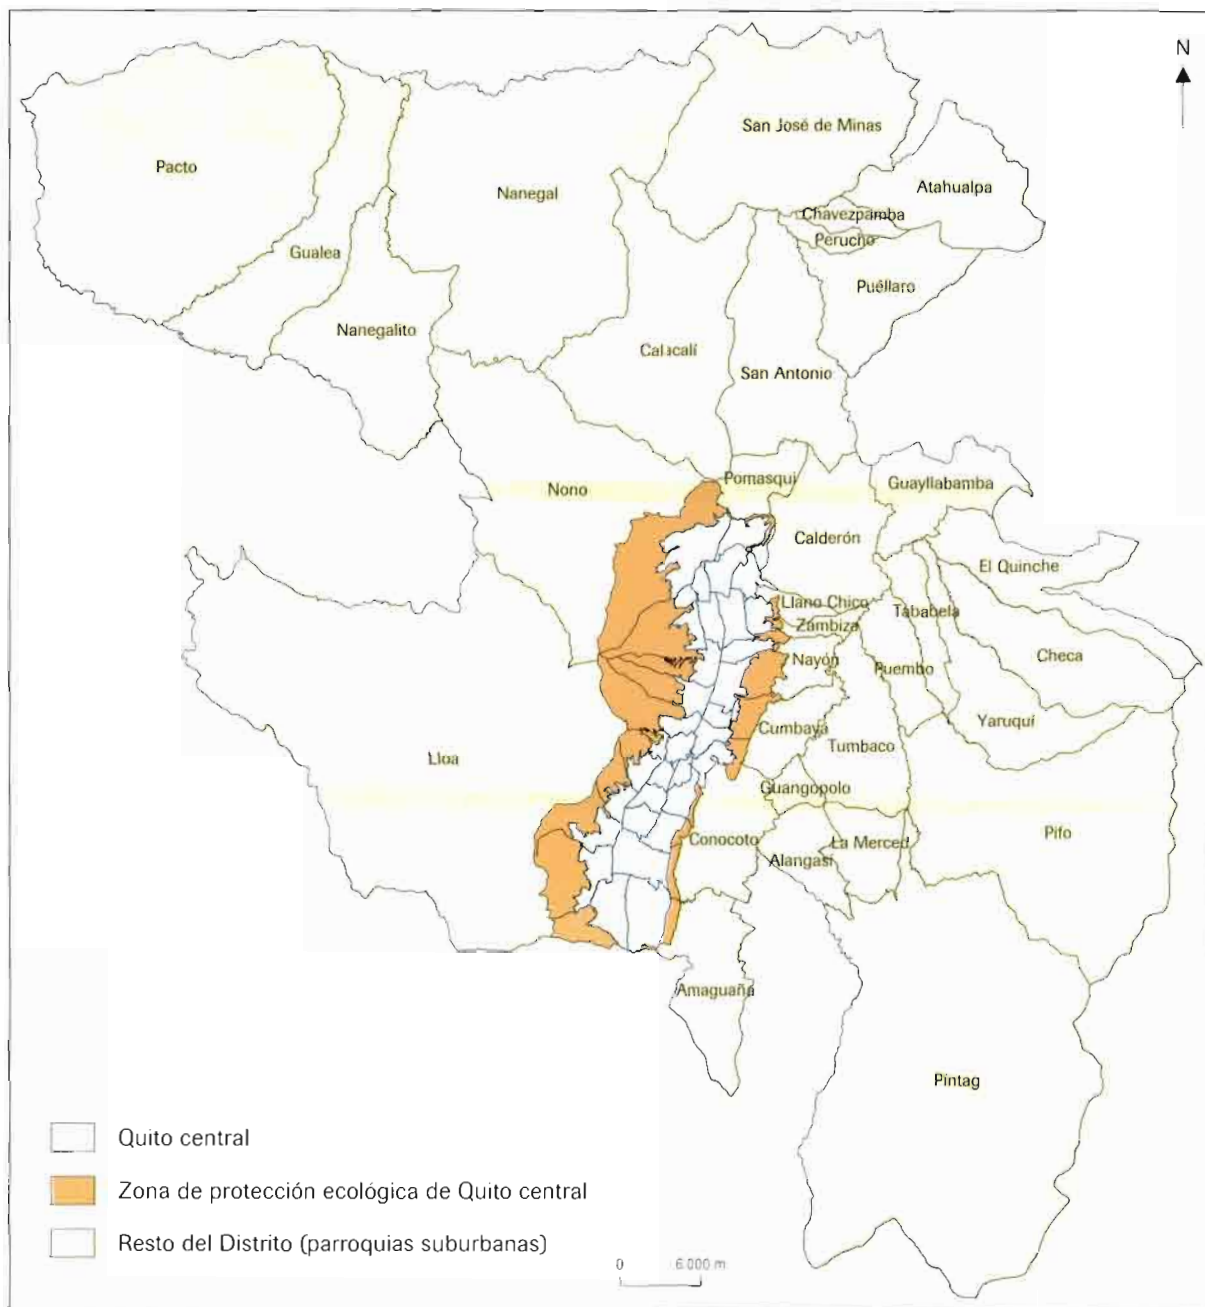 N
San José de Minas
Pacto
Atahualpa
Nanegal
Chavezpamba
Perucho
Gualea
Puéllaro
Nanegalito
Calacalí
San Antonio
Pomasqui
Guayllabamba
Nono
Calderón
El Quinche
Llano Chico
Tababela
Zambiza
Checa
Nayón
Puembo
Yaruquí
Cumbayá
Tumbaco
Lloa
Guangopolo
Pifo
Conocoto
La Merced
Alangasí
Amaguaña
Pintag
Quito central
Zona de protección ecológica de Quito central
Resto del Distrito (parroquias suburbanas)
0 6 000 m